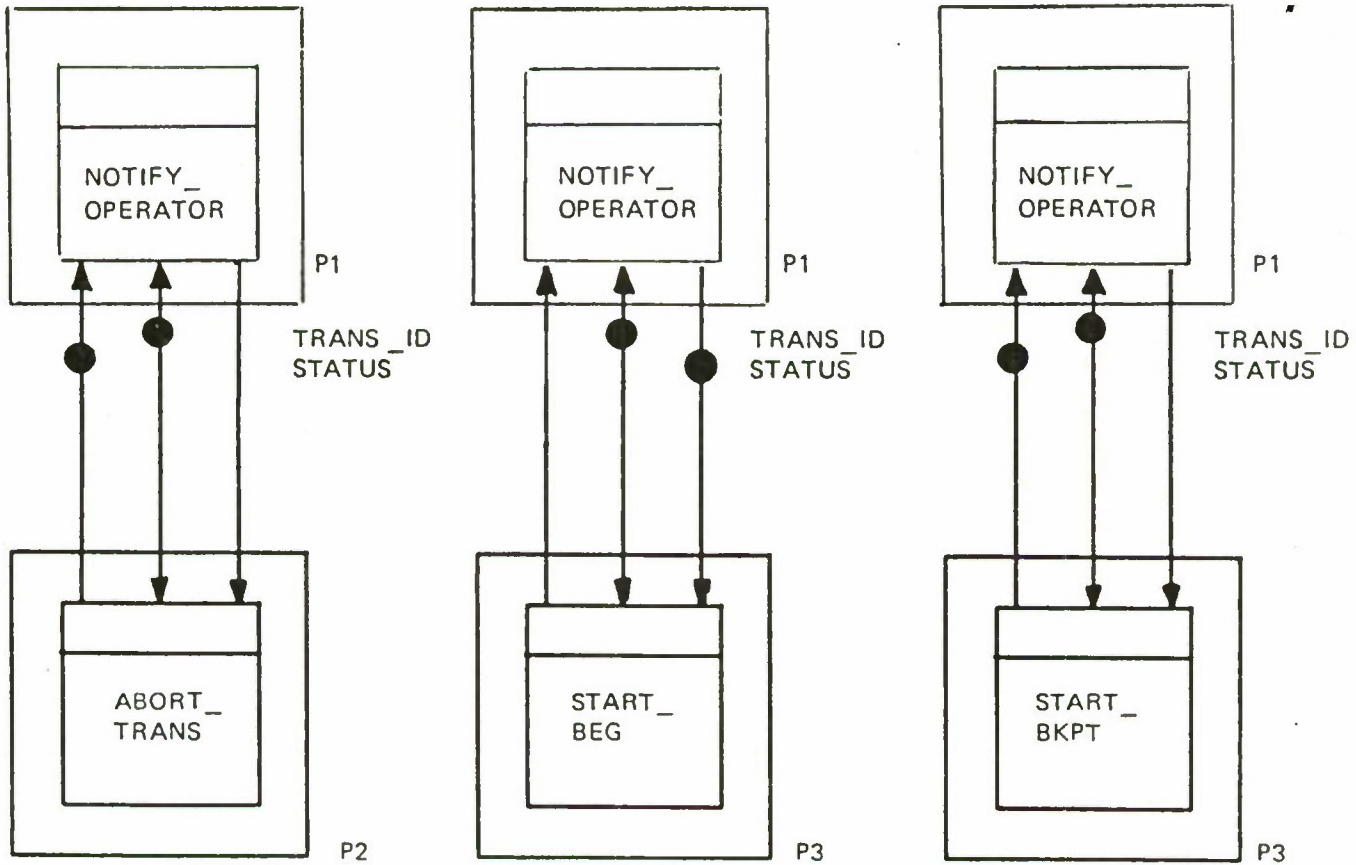 NOTIFY_
OPERATOR
P1
TRANS_ID
STATUS
ABORT_
TRANS
P2
NOTIFY_
OPERATOR
P1
TRANS_ID
STATUS
START_
BEG
P3
NOTIFY_
OPERATOR
P1
TRANS_ID
STATUS
START_
BKPT
P3